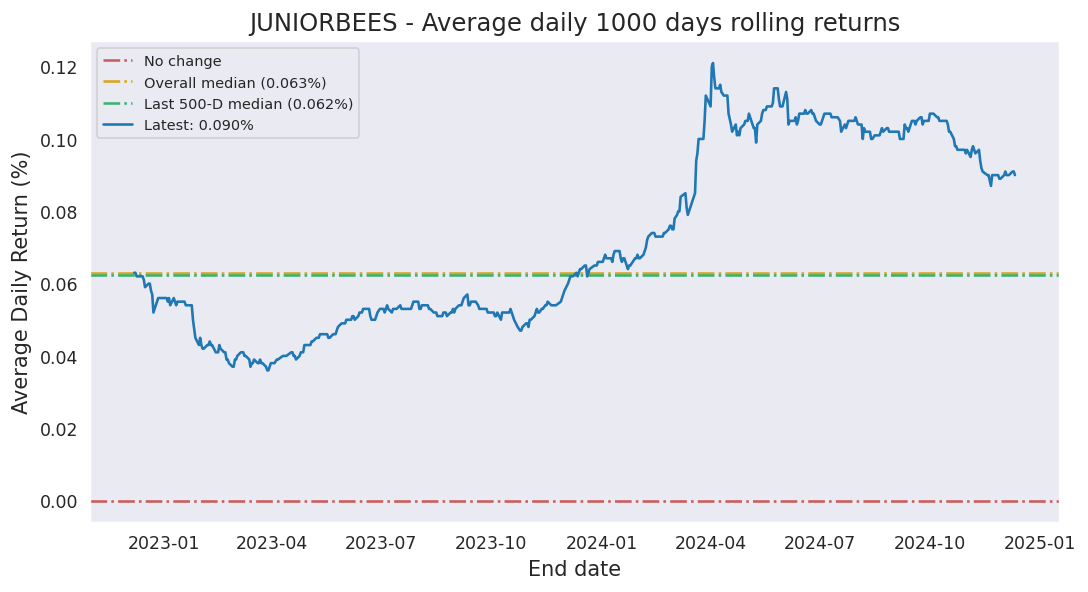 JUNIORBEES - Average daily 1000 days rolling returns
No change
Overall median (0.063%)
Last 500-D median (0.062%)
Latest: 0.090%
Average Daily Return (%)
0.12
0.10
0.08
0.06
0.04
0.02
0.00
2023-01 2023-04 2023-07 2023-10 2024-01 2024-04 2024-07 2024-10 2025-01
End date